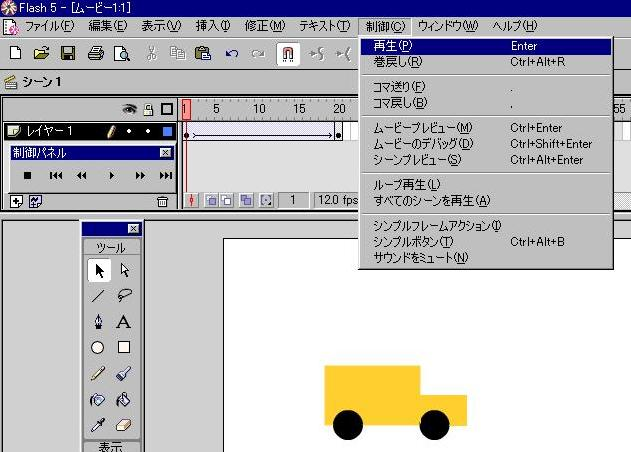 Flash 5 - [ムービー1:1]
ファイル(F) 編集(E) 表示(V) 挿入(I) 修正(M) テキスト(T) 制御(C) ウィンドウ(W) ヘルプ(H)
再生(P) Enter
巻戻し(R) Ctrl+Alt+R
コマ送り(F) .
コマ戻し(B) ,
ムービープレビュー(M) Ctrl+Enter
ムービーのデバッグ(D) Ctrl+Shift+Enter
シーンプレビュー(S) Ctrl+Alt+Enter
ループ再生(L)
すべてのシーンを再生(A)
シンプルフレームアクション(I)
シンプルボタン(T) Ctrl+Alt+B
サウンドをミュート(N)
シーン 1
1 5 10 15 20 55
レイヤー 1
制御パネル
1 12.0 fps
ツール
A
表示